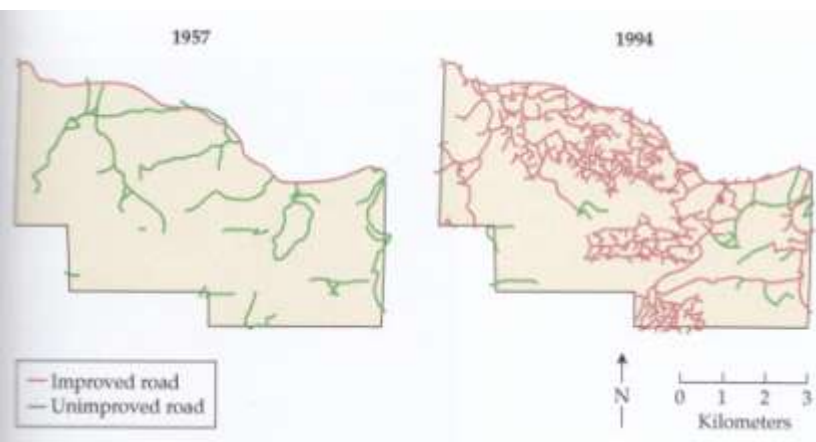 1957
1994
Improved road
Unimproved road
N
0 1 2 3
Kilometers